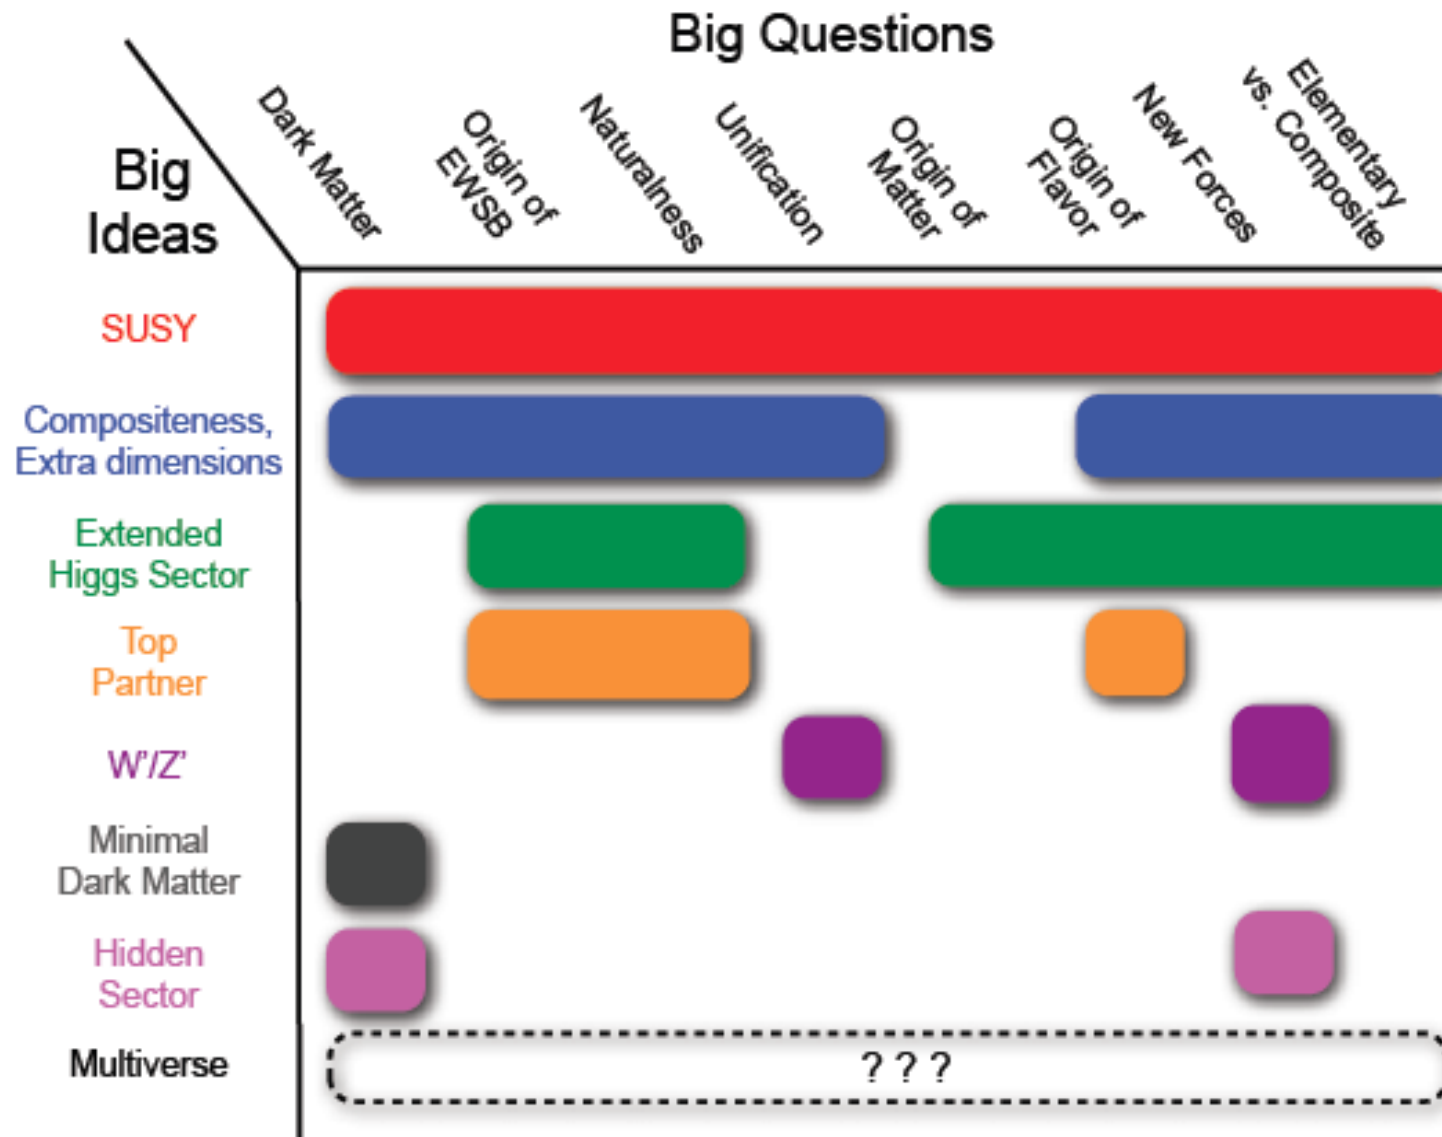 Big Questions
Big
Ideas
Dark Matter
Origin of
EWSB
Naturalness
Unification
Origin of
Matter
Origin of
Flavor
New Forces
Elementary
vs. Composite
SUSY
Compositeness,
Extra dimensions
Extended
Higgs Sector
Top
Partner
W'/Z'
Minimal
Dark Matter
Hidden
Sector
Multiverse
? ? ?